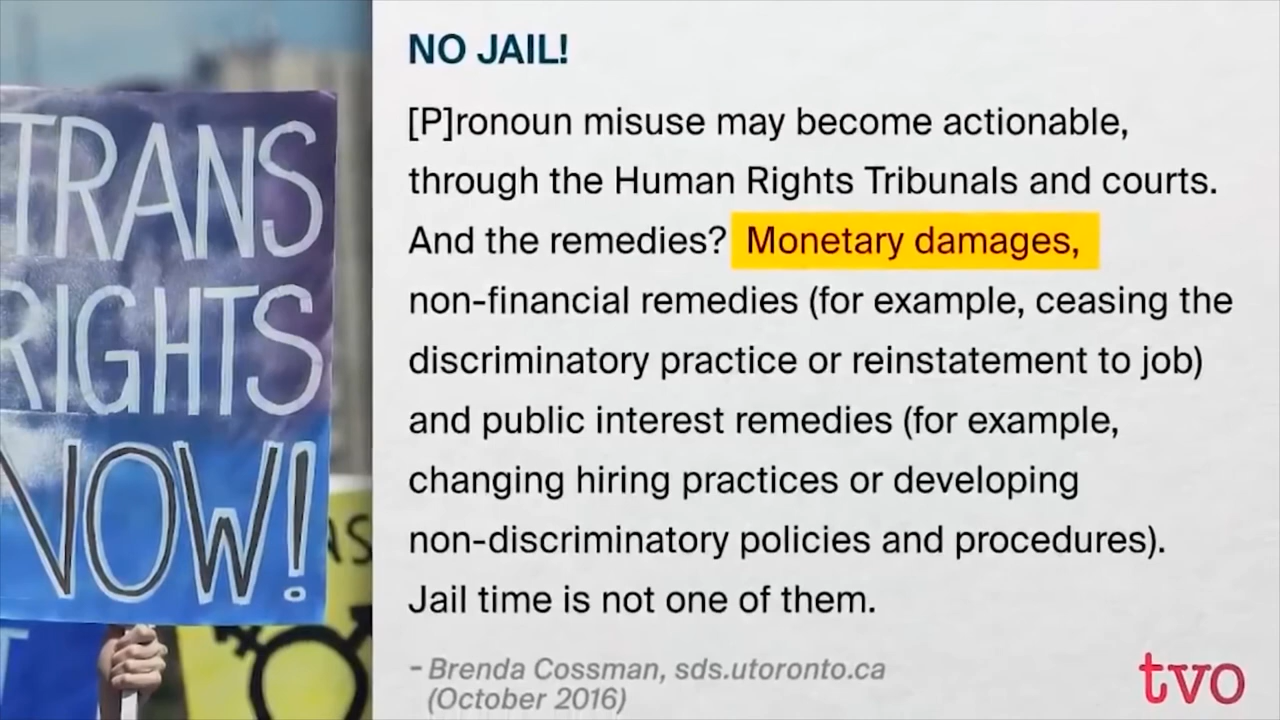 TRANS
RIGHTS
NOW!
NO JAIL!
[P]ronoun misuse may become actionable,
through the Human Rights Tribunals and courts.
And the remedies? Monetary damages,
non-financial remedies (for example, ceasing the
discriminatory practice or reinstatement to job)
and public interest remedies (for example,
changing hiring practices or developing
non-discriminatory policies and procedures).
Jail time is not one of them.
- Brenda Cossman, sds.utoronto.ca
(October 2016)
tvo